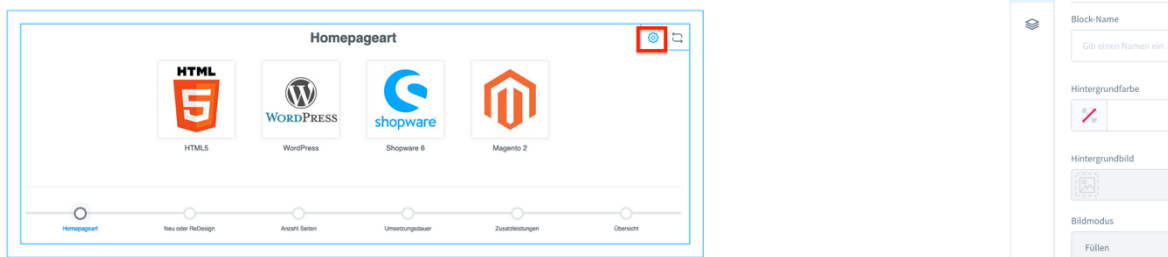 Homepageart
HTML
5
WORDPRESS
shopware
HTML5
WordPress
Shopware 6
Magento 2
Homepageart
Neu oder ReDesign
Anzahl Seiten
Umsetzungsdauer
Zusatzleistungen
Übersicht
Block-Name
Gib einen Namen ein ...
Hintergrundfarbe
Hintergrundbild
Bildmodus
Füllen